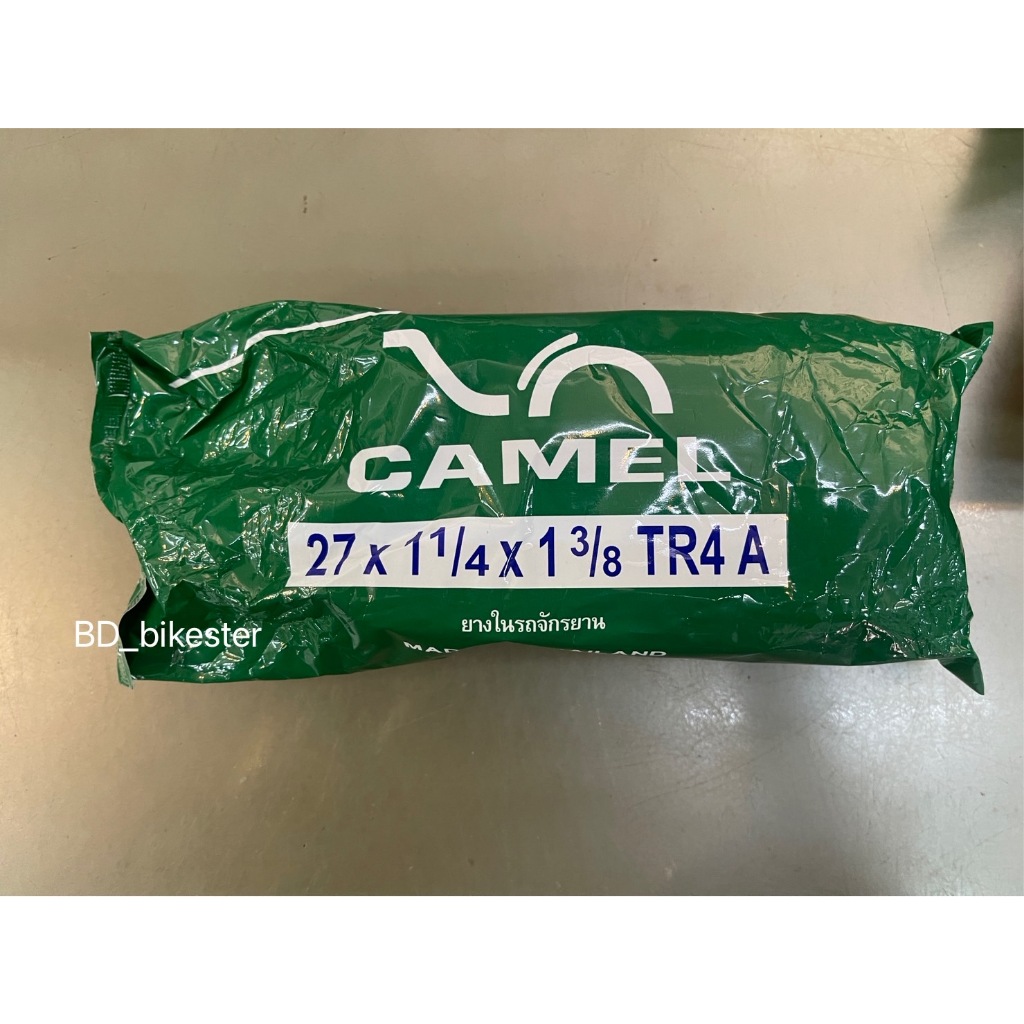 CAMEL
27 x 1 1/4 x 1 3/8 TR4 A
ยางในรถจักรยาน
BD_bikester